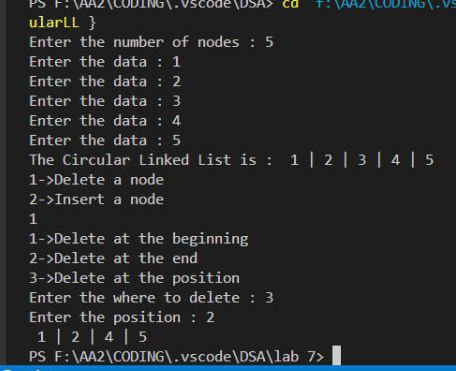 PS F:\AA2\CODING\.vscode\DSA> cd "f:\AA2\CODING\.vs
ularLL }
Enter the number of nodes : 5
Enter the data : 1
Enter the data : 2
Enter the data : 3
Enter the data : 4
Enter the data : 5
The Circular Linked List is :  1 | 2 | 3 | 4 | 5
1->Delete a node
2->Insert a node
1
1->Delete at the beginning
2->Delete at the end
3->Delete at the position
Enter the where to delete : 3
Enter the position : 2
 1 | 2 | 4 | 5
PS F:\AA2\CODING\.vscode\DSA\lab 7>